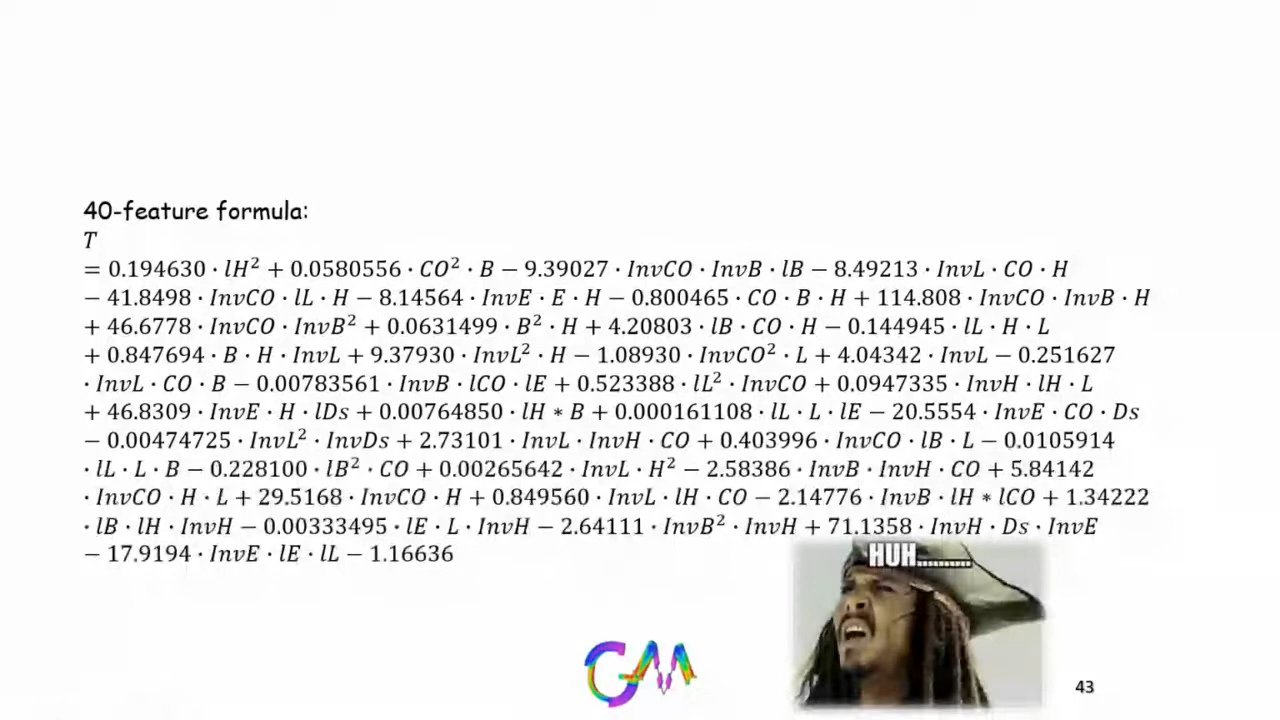 40-feature formula:
T
= 0.194630 · lH² + 0.0580556 · CO² · B − 9.39027 · InvCO · InvB · lB − 8.49213 · InvL · CO · H
− 41.8498 · InvCO · lL · H − 8.14564 · InvE · E · H − 0.800465 · CO · B · H + 114.808 · InvCO · InvB · H
+ 46.6778 · InvCO · InvB² + 0.0631499 · B² · H + 4.20803 · lB · CO · H − 0.144945 · lL · H · L
+ 0.847694 · B · H · InvL + 9.37930 · InvL² · H − 1.08930 · InvCO² · L + 4.04342 · InvL − 0.251627
· InvL · CO · B − 0.00783561 · InvB · lCO · lE + 0.523388 · lL² · InvCO + 0.0947335 · InvH · lH · L
+ 46.8309 · InvE · H · lDs + 0.00764850 · lH ∗ B + 0.000161108 · lL · L · lE − 20.5554 · InvE · CO · Ds
− 0.00474725 · InvL² · InvDs + 2.73101 · InvL · InvH · CO + 0.403996 · InvCO · lB · L − 0.0105914
· lL · L · B − 0.228100 · lB² · CO + 0.00265642 · InvL · H² − 2.58386 · InvB · InvH · CO + 5.84142
· InvCO · H · L + 29.5168 · InvCO · H + 0.849560 · InvL · lH · CO − 2.14776 · InvB · lH ∗ lCO + 1.34222
· lB · lH · InvH − 0.00333495 · lE · L · InvH − 2.64111 · InvB² · InvH + 71.1358 · InvH · Ds · InvE
− 17.9194 · InvE · lE · lL − 1.16636
HUH..........
GM
43